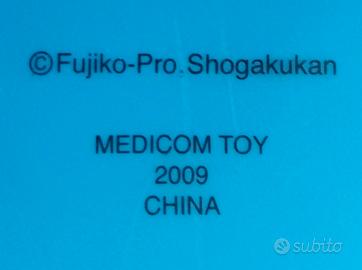 ©Fujiko-Pro. Shogakukan
MEDICOM TOY
2009
CHINA
subito